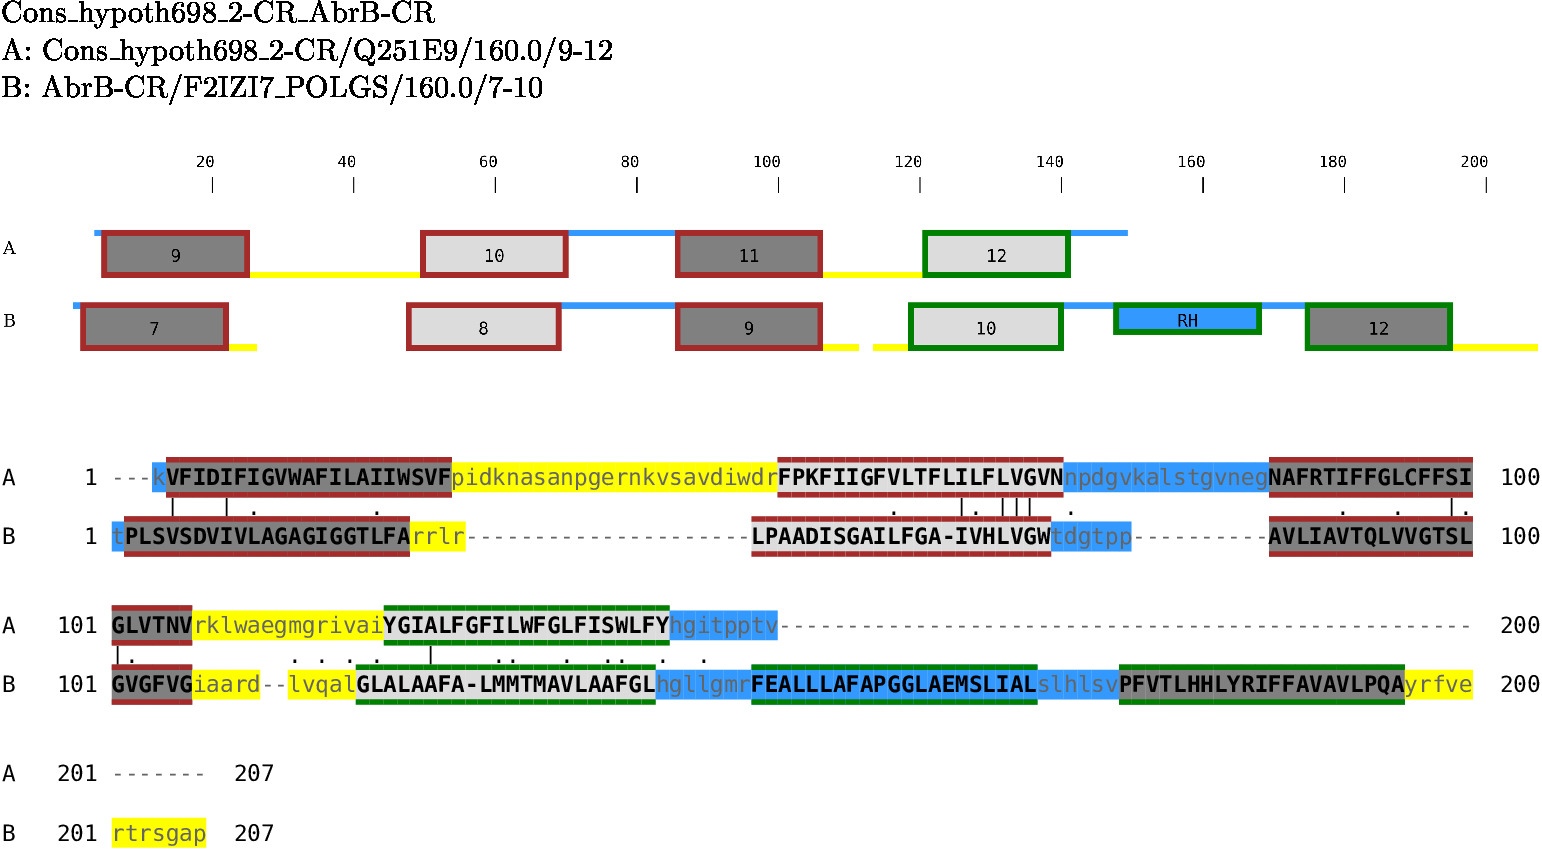 Cons_hypoth698_2-CR_AbrB-CR
A: Cons_hypoth698_2-CR/Q251E9/160.0/9-12
B: AbrB-CR/F2IZI7_POLGS/160.0/7-10
20 40 60 80 100 120 140 160 180 200
A 9 10 11 12
B 7 8 9 10 RH 12
A 1 ---kVFIDIFIGVWAFILAIIWSVFpidknasanpgernkvsavdiwdrFPKFIIGFVLTFLILFLVGVNnpdgvkalstgvnegNAFRTIFFGLCFFSI 100
B 1 tPLSVSDVIVLAGAGIGGTLFArrlr---------------------LPAADISGAILFGA-IVHLVGWtdgtpp----------AVLIAVTQLVVGTSL 100
A 101 GLVTNVrklwaegmgrivaiYGIALFGFILWFGLFISWLFYhgitpptv--------------------------------------------------- 200
B 101 GVGFVGiaard--lvqalGLALAAFA-LMMTMAVLAAFGLhgllgmrFEALLLAFAPGGLAEMSLIALslhlsvPFVTLHHLYRIFFAVAVLPQAyrfve 200
A 201 ------- 207
B 201 rtrsgap 207